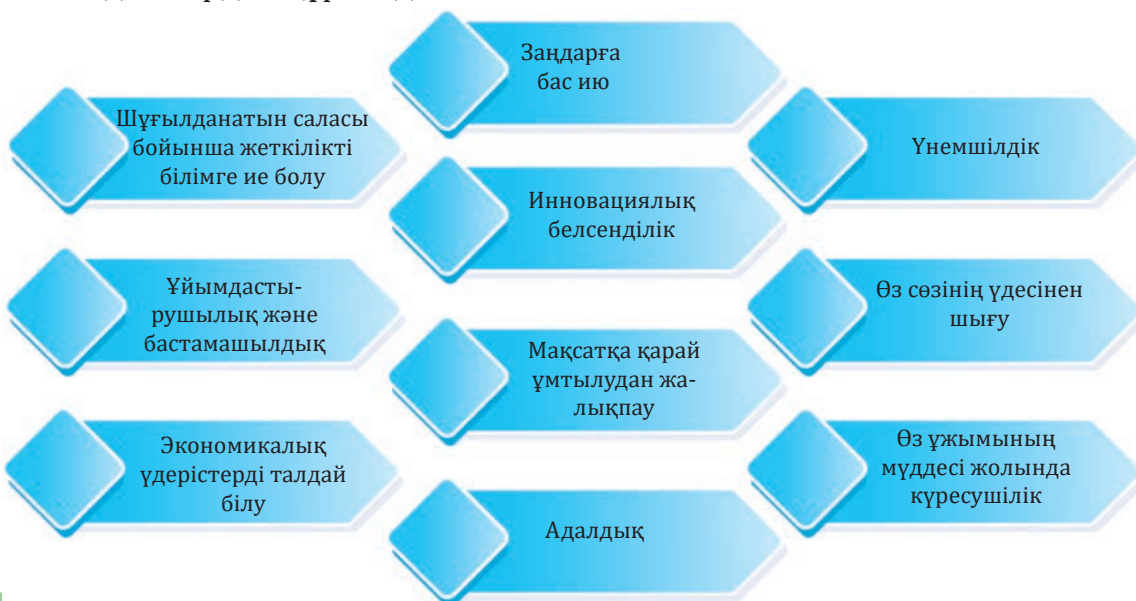 Заңдарға
бас ию
Шұғылданатын саласы
бойынша жеткілікті
білімге ие болу
Үнемшілдік
Инновациялық
белсенділік
Ұйымдасты-
рушылық және
бастамашылдық
Өз сөзінің үдесінен
шығу
Мақсатқа қарай
ұмтылудан жа-
лықпау
Экономикалық
үдерістерді талдай
білу
Өз ұжымының
мүддесі жолында
күресушілік
Адалдық